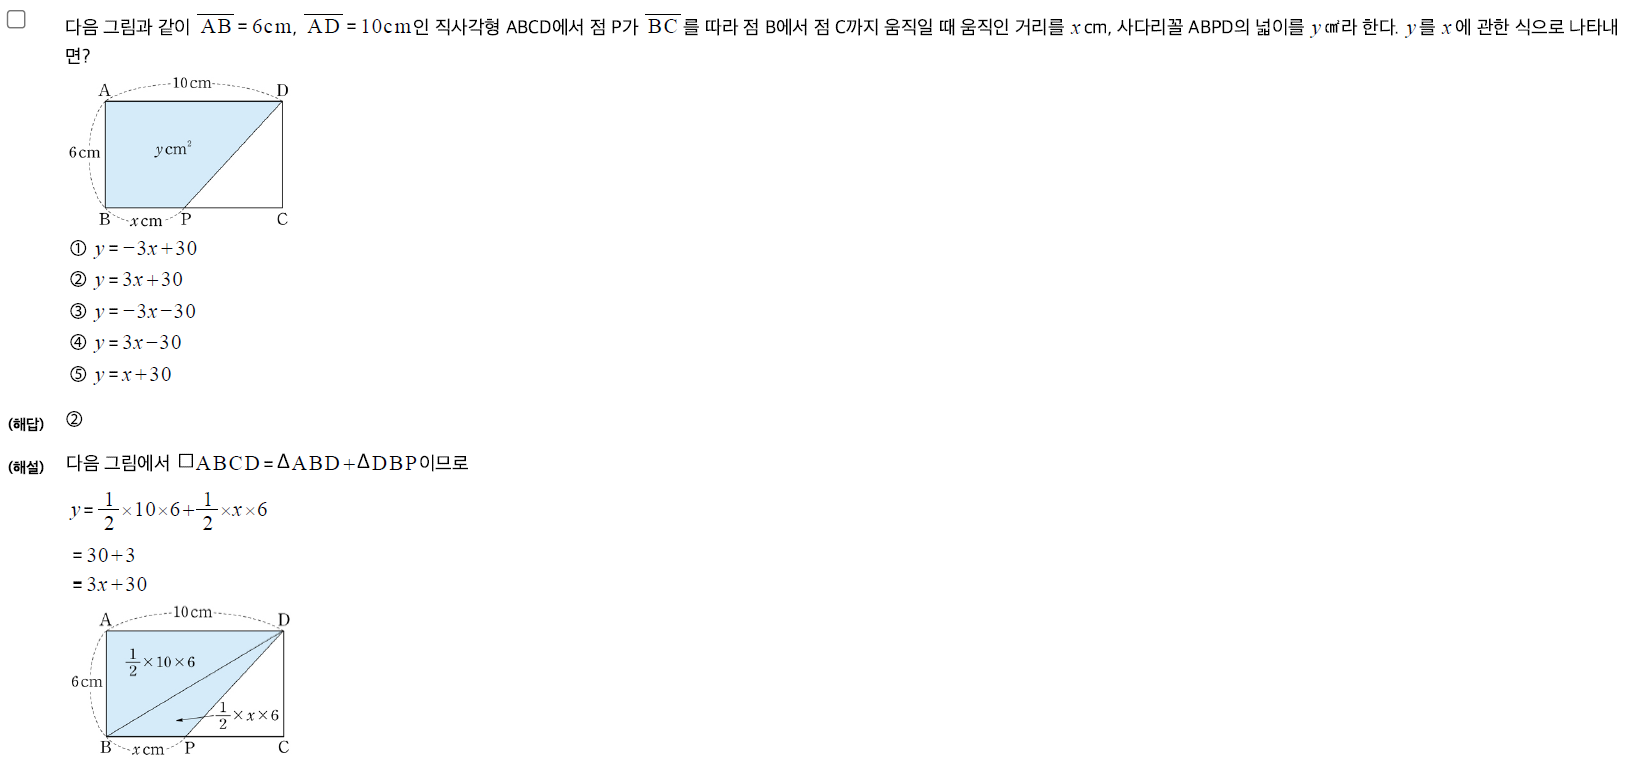 다음 그림과 같이 AB = 6cm, AD = 10cm인 직사각형 ABCD에서 점 P가 BC를 따라 점 B에서 점 C까지 움직일 때 움직인 거리를 x cm, 사다리꼴 ABPD의 넓이를 y㎠라 한다. y를 x에 관한 식으로 나타내
면?
10cm
A D
6cm
ycm²
B xcm P C
① y=−3x+30
② y=3x+30
③ y=−3x−30
④ y=3x−30
⑤ y=x+30
(해답) ②
(해설) 다음 그림에서 □ABCD=△ABD+△DBP이므로
y=1/2×10×6+1/2×x×6
=30+3
=3x+30
10cm
A D
1/2×10×6
6cm
1/2×x×6
B xcm P C